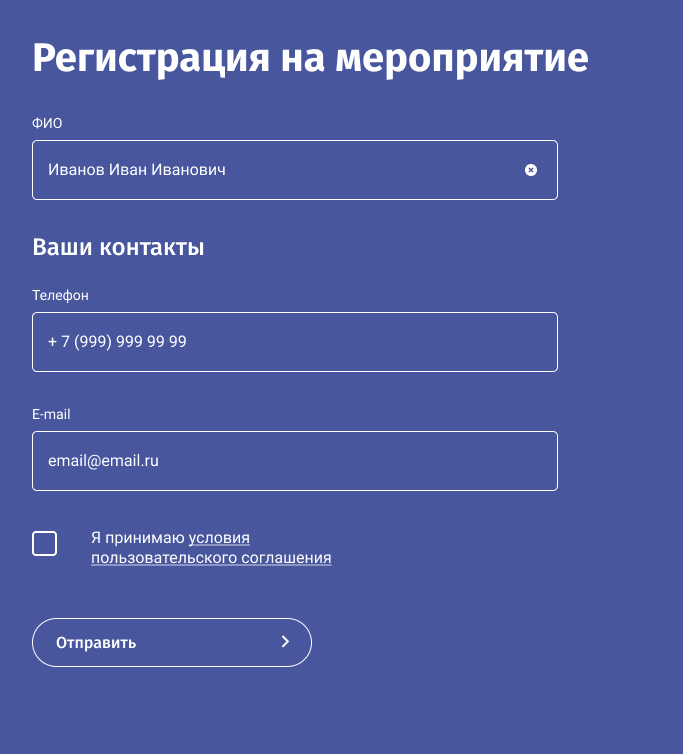 Регистрация на мероприятие
ФИО
Иванов Иван Иванович
Ваши контакты
Телефон
+ 7 (999) 999 99 99
E-mail
email@email.ru
Я принимаю условия
пользовательского соглашения
Отправить